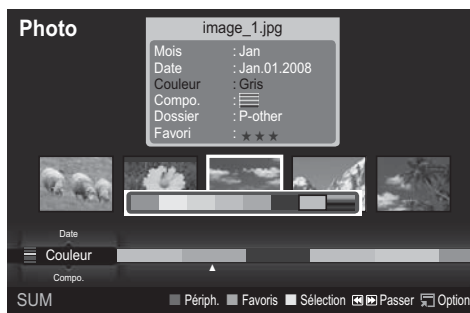 Photo
image_1.jpg
Mois : Jan
Date : Jan.01.2008
Couleur : Gris
Compo. :
Dossier : P-other
Favori : ★★★
Date
Couleur
Compo.
SUM Périph. Favoris Sélection Passer Option